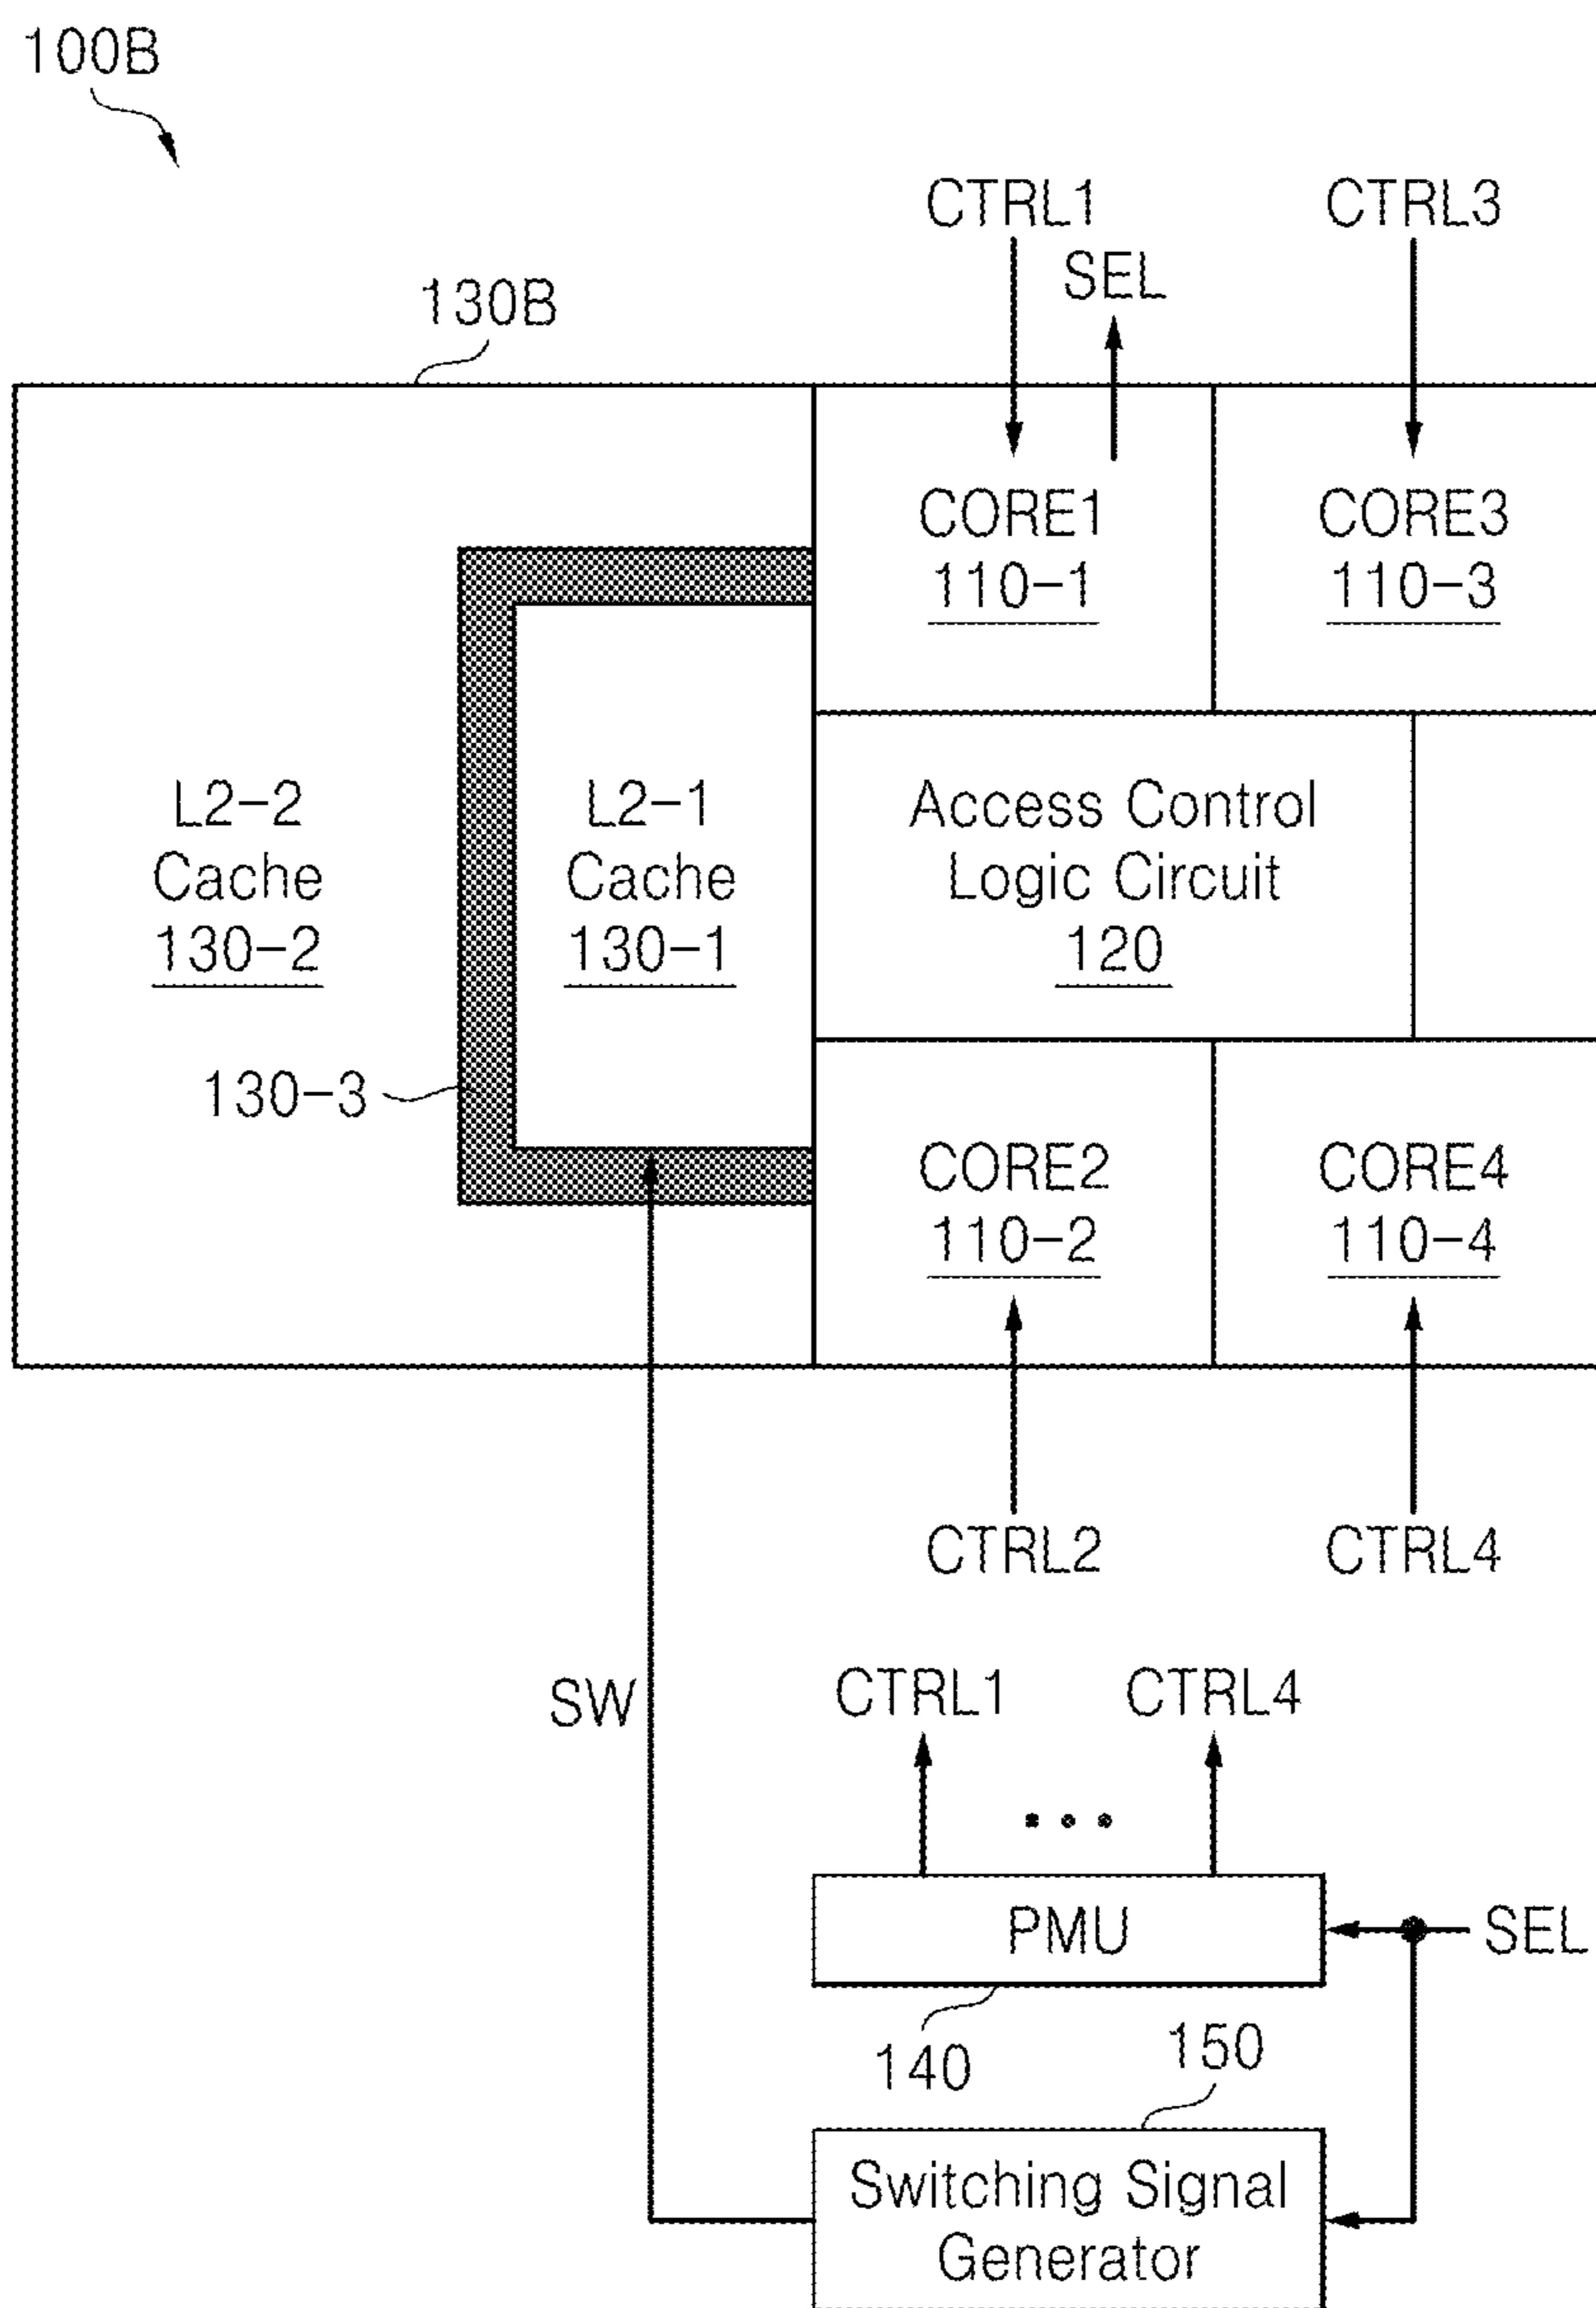 100B
CTRL1
CTRL3
SEL
130B
CORE1
110-1
CORE3
110-3
L2-2
Cache
130-2
L2-1
Cache
130-1
Access Control
Logic Circuit
120
130-3
CORE2
110-2
CORE4
110-4
CTRL2
CTRL4
SW
CTRL1
CTRL4
...
PMU
SEL
140
150
Switching Signal
Generator